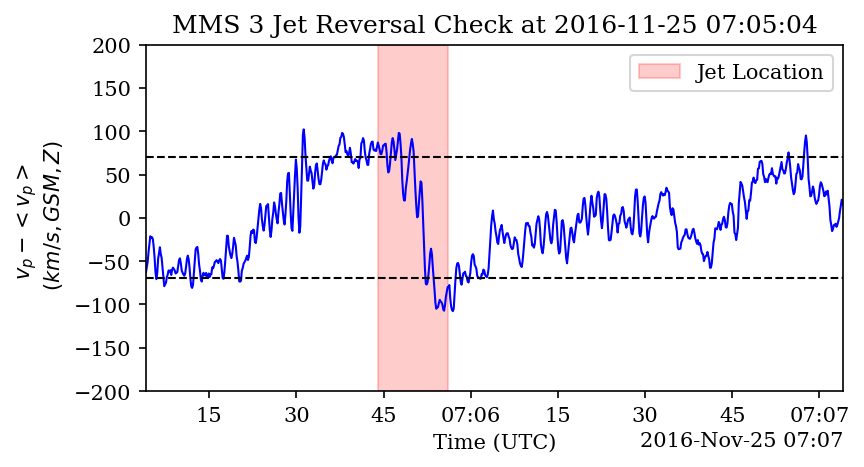 MMS 3 Jet Reversal Check at 2016-11-25 07:05:04
200
150
100
50
0
−50
−100
−150
−200
v_p − < v_p >
(km/s, GSM, Z)
Jet Location
15
30
45
07:06
15
30
45
07:07
Time (UTC)
2016-Nov-25 07:07